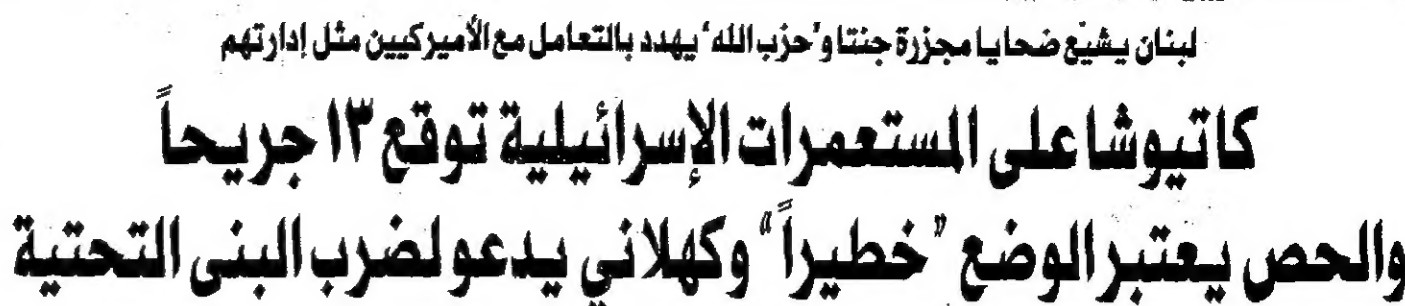 لبنان يشيّع ضحايا مجزرة جنتا و"حزب الله" يهدد بالتعامل مع الأميركيين مثل إدارتهم
كاتيوشا على المستعمرات الإسرائيلية توقع ١٣ جريحاً
والحص يعتبر الوضع "خطيراً" وكهلاني يدعو لضرب البنى التحتية